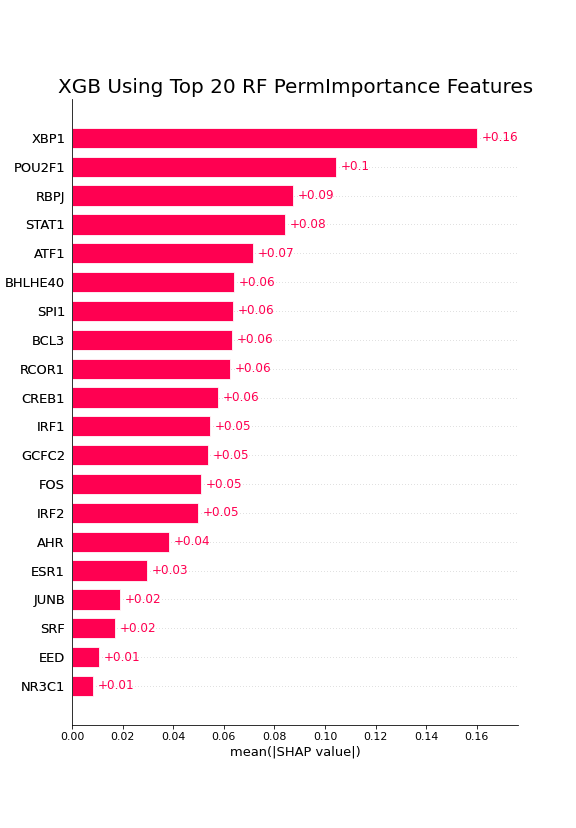 XGB Using Top 20 RF PermImportance Features
XBP1 +0.16
POU2F1 +0.1
RBPJ +0.09
STAT1 +0.08
ATF1 +0.07
BHLHE40 +0.06
SPI1 +0.06
BCL3 +0.06
RCOR1 +0.06
CREB1 +0.06
IRF1 +0.05
GCFC2 +0.05
FOS +0.05
IRF2 +0.05
AHR +0.04
ESR1 +0.03
JUNB +0.02
SRF +0.02
EED +0.01
NR3C1 +0.01
0.00 0.02 0.04 0.06 0.08 0.10 0.12 0.14 0.16
mean(|SHAP value|)